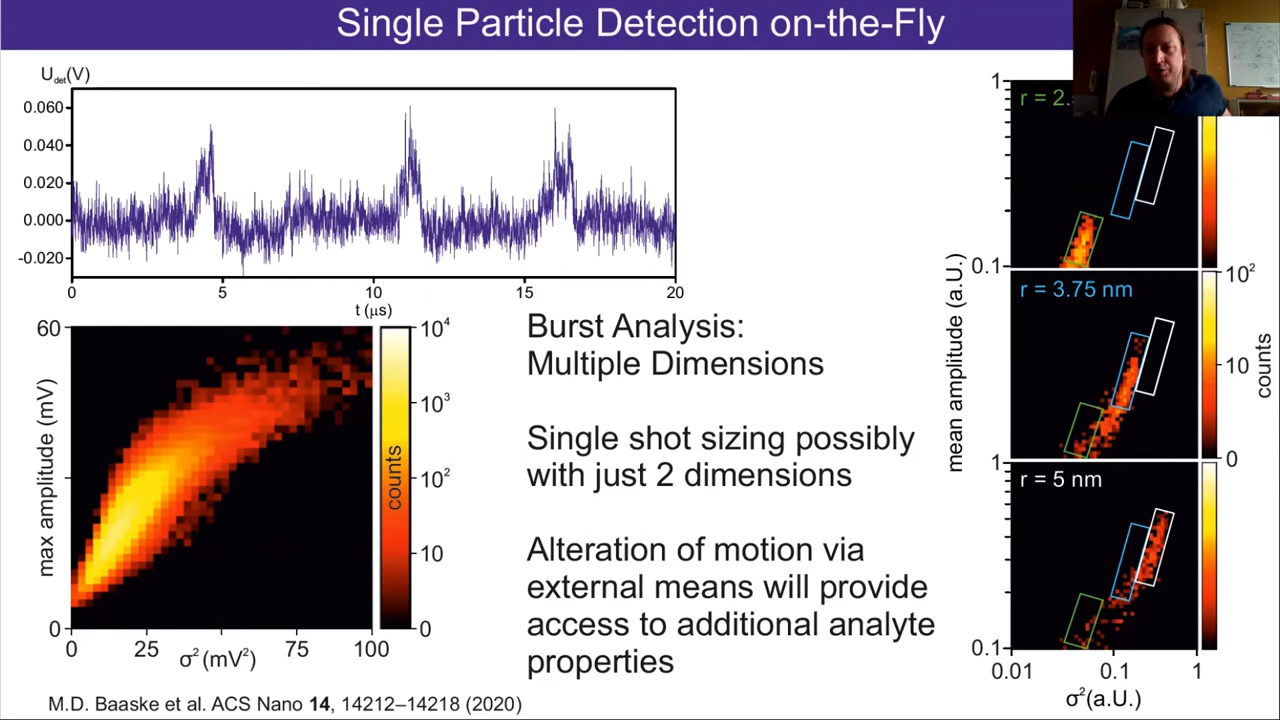 Single Particle Detection on-the-Fly
U_det(V)
0.060
0.040
0.020
0.000
-0.020
0 5 10 15 20
t (μs)
60
0
max amplitude (mV)
0 25 75 100
σ²(mV²)
10⁴
10³
10²
10
0
counts
Burst Analysis:
Multiple Dimensions
Single shot sizing possibly
with just 2 dimensions
Alteration of motion via
external means will provide
access to additional analyte
properties
mean amplitude (a.U.)
1
r = 2.
0.1
r = 3.75 nm
10²
10
0
counts
1
r = 5 nm
0.1
0.01 0.1 1
σ²(a.U.)
M.D. Baaske et al. ACS Nano 14, 14212–14218 (2020)